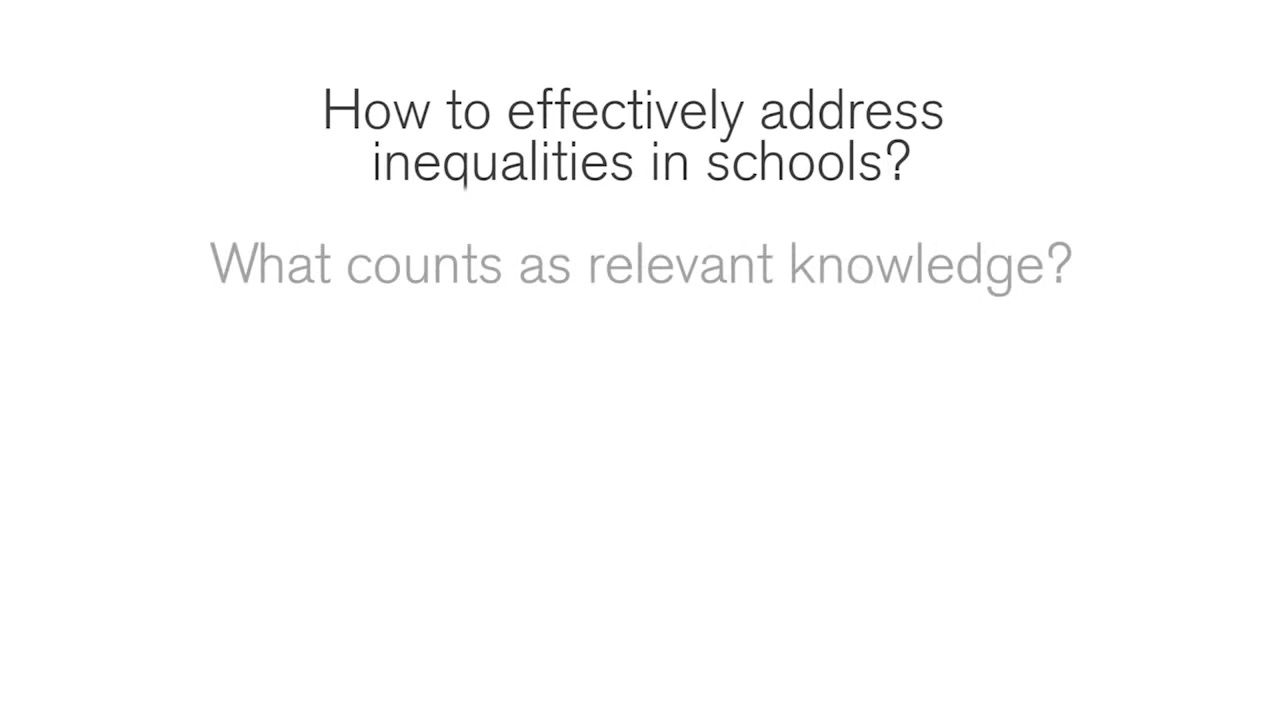 How to effectively address
inequalities in schools?
What counts as relevant knowledge?